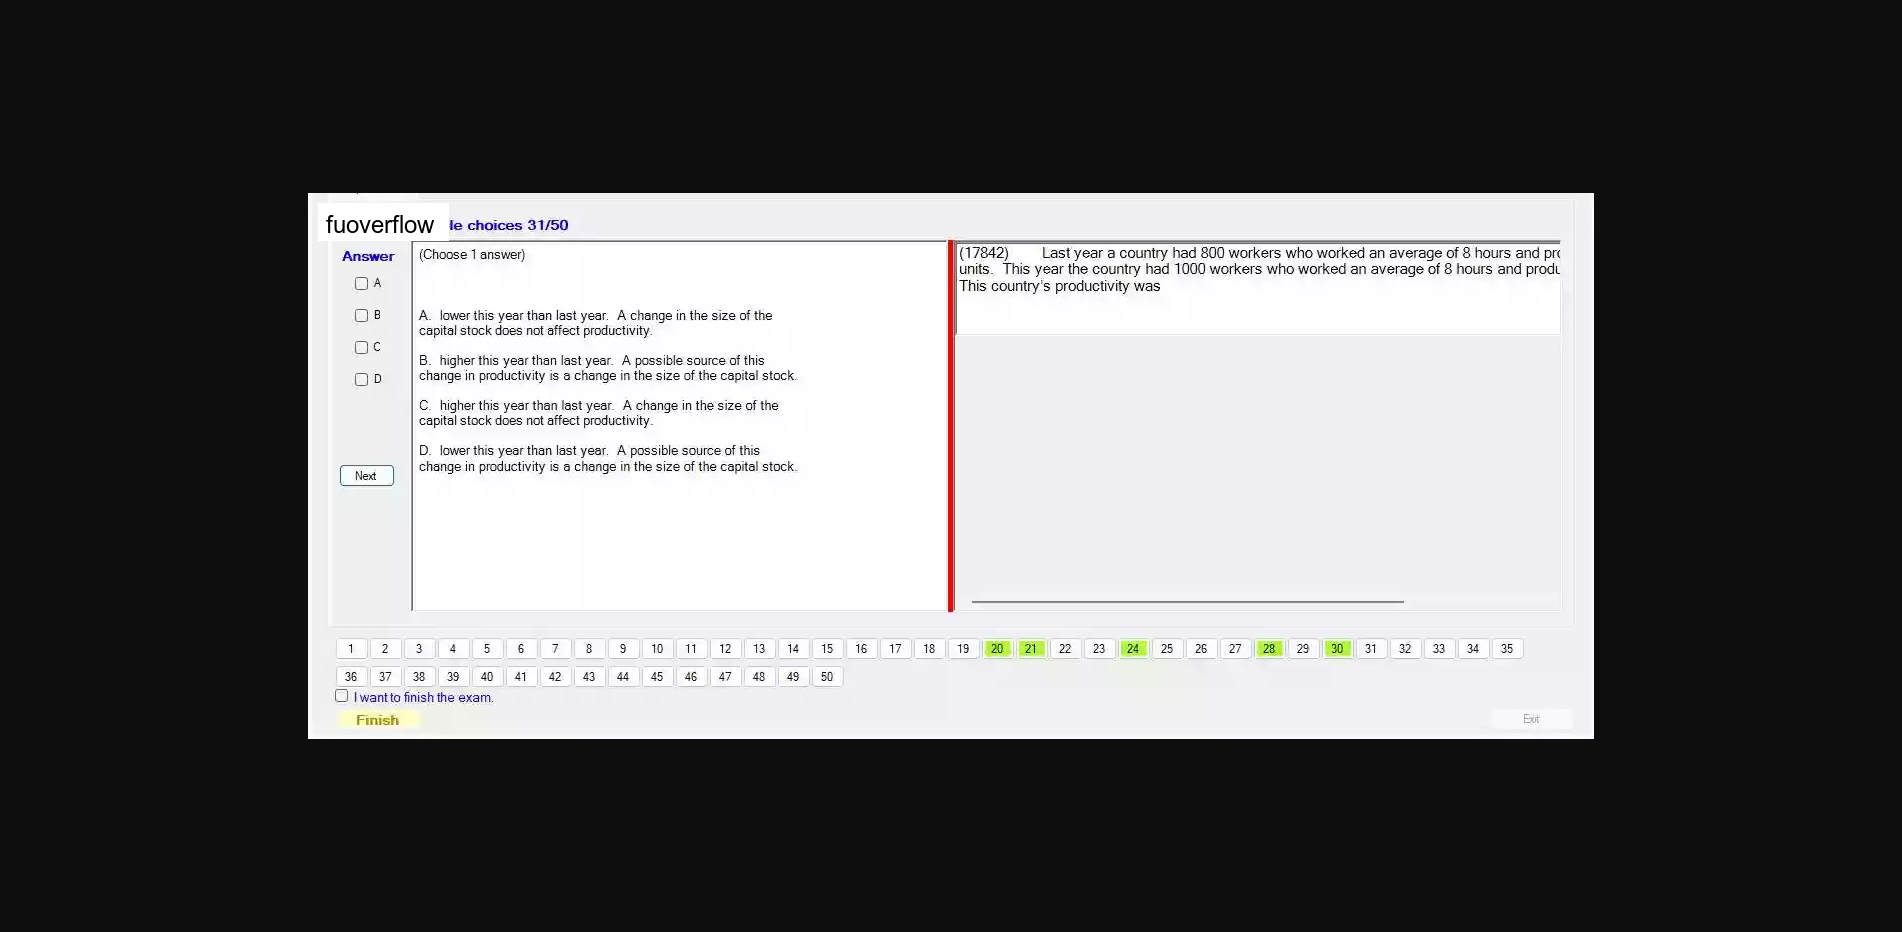 fuoverflow
le choices 31/50
Answer
A
B
C
D
Next
(Choose 1 answer)
A. lower this year than last year. A change in the size of the
capital stock does not affect productivity.
B. higher this year than last year. A possible source of this
change in productivity is a change in the size of the capital stock.
C. higher this year than last year. A change in the size of the
capital stock does not affect productivity.
D. lower this year than last year. A possible source of this
change in productivity is a change in the size of the capital stock.
(17842) Last year a country had 800 workers who worked an average of 8 hours and pro
units. This year the country had 1000 workers who worked an average of 8 hours and produ
This country's productivity was
1 2 3 4 5 6 7 8 9 10 11 12 13 14 15 16 17 18 19 20 21 22 23 24 25 26 27 28 29 30 31 32 33 34 35
36 37 38 39 40 41 42 43 44 45 46 47 48 49 50
I want to finish the exam.
Finish
Exit